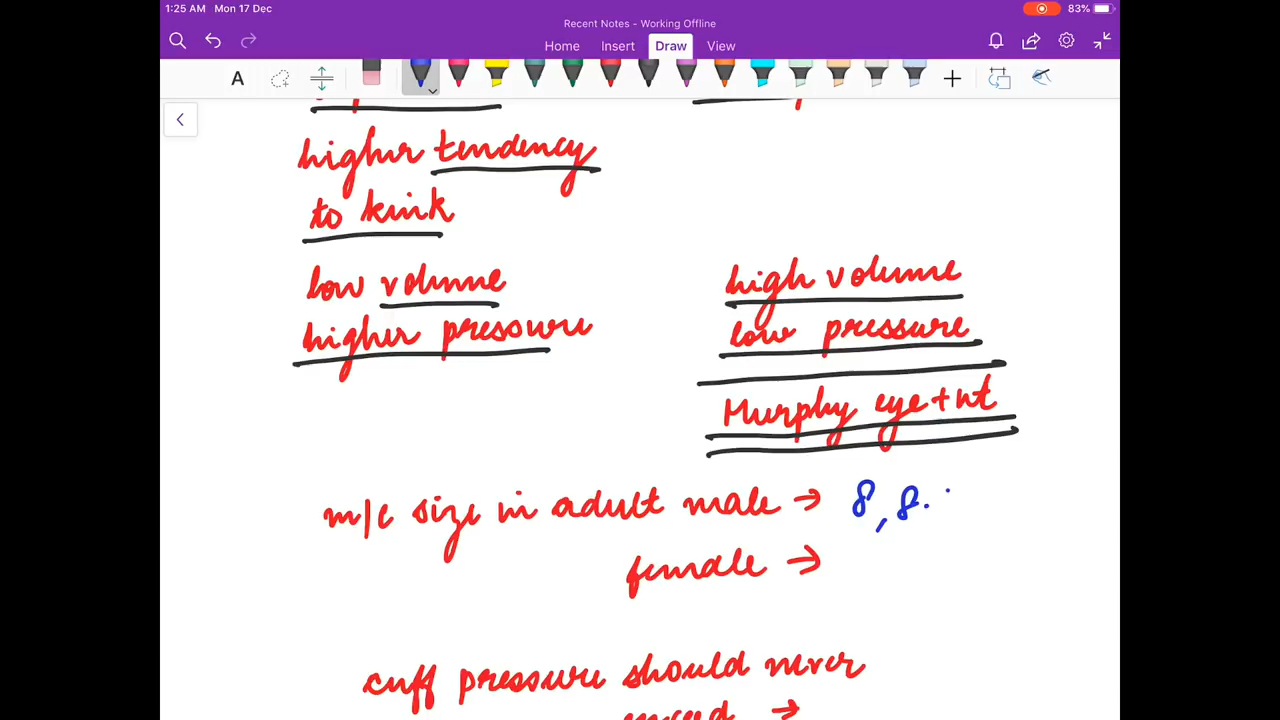 1:25 AM Mon 17 Dec
83%
Recent Notes - Working Offline
Home Insert Draw View
A
higher tendency
to kink
low volume
higher pressure
high volume
low pressure
Murphy eye + nt
m/c size in adult male → 8, 8.
female →
cuff pressure should never
exceed →